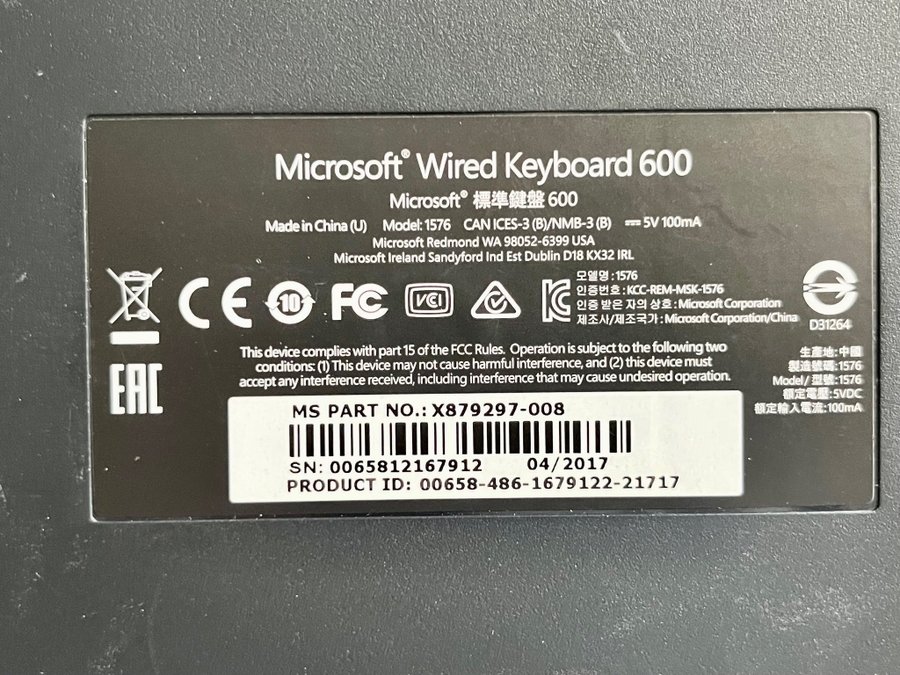 Microsoft® Wired Keyboard 600
Microsoft® 標準鍵盤 600
Made in China (U) Model: 1576 CAN ICES-3 (B)/NMB-3 (B) ⎓ 5V 100mA
Microsoft Redmond WA 98052-6399 USA
Microsoft Ireland Sandyford Ind Est Dublin D18 KX32 IRL
CE 10 FC VCI
모델명 : 1576
인증번호 : KCC-REM-MSK-1576
인증 받은 자의 상호 : Microsoft Corporation
제조사/제조국가 : Microsoft Corporation/China
D31264
EAC
This device complies with part 15 of the FCC Rules. Operation is subject to the following two
conditions: (1) This device may not cause harmful interference, and (2) this device must
accept any interference received, including interference that may cause undesired operation.
生產地: 中國
製造號碼: 1576
Model/ 型號: 1576
額定電壓: 5VDC
額定輸入電流: 100mA
MS PART NO.: X879297-008
SN: 0065812167912 04/2017
PRODUCT ID: 00658-486-1679122-21717